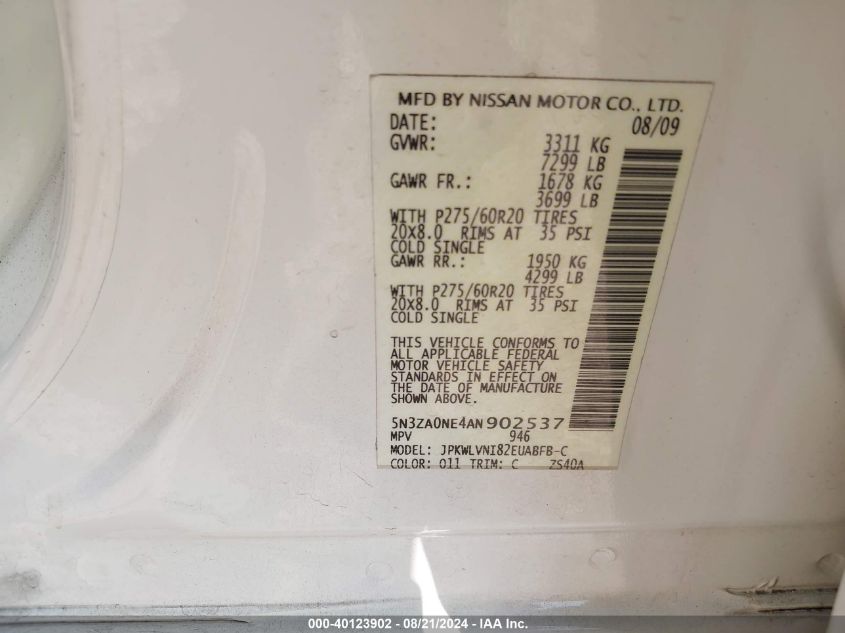 MFD BY NISSAN MOTOR CO., LTD.
DATE: 08/09
GVWR: 3311 KG
7299 LB
GAWR FR.: 1678 KG
3699 LB
WITH P275/60R20 TIRES
20X8.0 RIMS AT 35 PSI
COLD SINGLE
GAWR RR.: 1950 KG
4299 LB
WITH P275/60R20 TIRES
20X8.0 RIMS AT 35 PSI
COLD SINGLE
THIS VEHICLE CONFORMS TO
ALL APPLICABLE FEDERAL
MOTOR VEHICLE SAFETY
STANDARDS IN EFFECT ON
THE DATE OF MANUFACTURE
SHOWN ABOVE.
5N3ZA0NE4AN902537
MPV 946
MODEL: JPKWLVNI82EUABFB-C
COLOR: 011 TRIM: C ZS40A
000-40123902 - 08/21/2024 - IAA Inc.